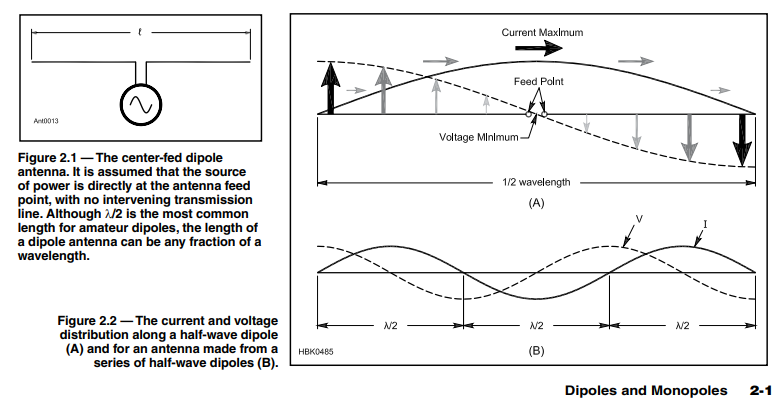 ℓ
Ant0013
Figure 2.1 — The center-fed dipole
antenna. It is assumed that the source
of power is directly at the antenna feed
point, with no intervening transmission
line. Although λ/2 is the most common
length for amateur dipoles, the length of
a dipole antenna can be any fraction of a
wavelength.
Figure 2.2 — The current and voltage
distribution along a half-wave dipole
(A) and for an antenna made from a
series of half-wave dipoles (B).
Current Maximum
Feed Point
Voltage Minimum
1/2 wavelength
(A)
V
I
λ/2
λ/2
λ/2
HBK0485
(B)
Dipoles and Monopoles 2-1